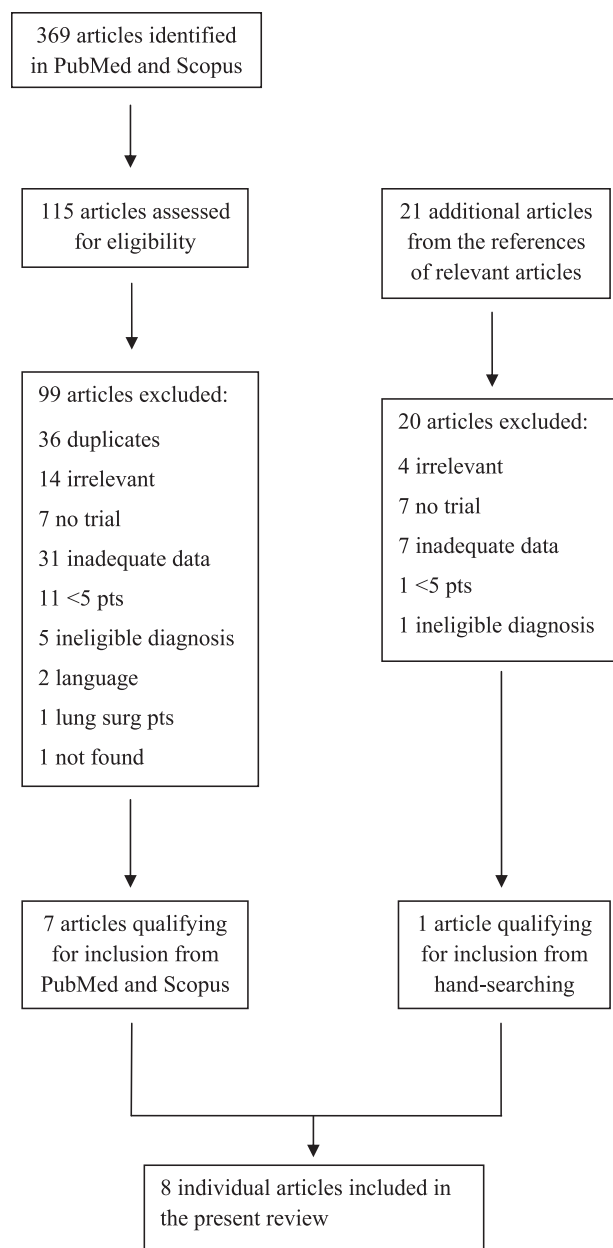 369 articles identified
in PubMed and Scopus
115 articles assessed
for eligibility
99 articles excluded:
36 duplicates
14 irrelevant
7 no trial
31 inadequate data
11 <5 pts
5 ineligible diagnosis
2 language
1 lung surg pts
1 not found
7 articles qualifying
for inclusion from
PubMed and Scopus
21 additional articles
from the references
of relevant articles
20 articles excluded:
4 irrelevant
7 no trial
7 inadequate data
1 <5 pts
1 ineligible diagnosis
1 article qualifying
for inclusion from
hand-searching
8 individual articles included in
the present review